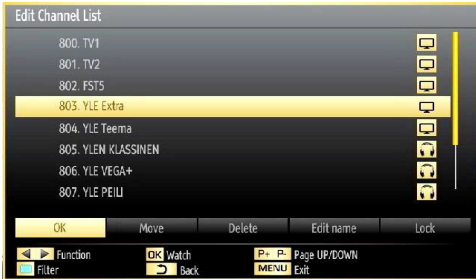 Edit Channel List
800. TV1
801. TV2
802. FST5
803. YLE Extra
804. YLE Teema
805. YLEN KLASSINEN
806. YLE VEGA+
807. YLE PEILI
OK Move Delete Edit name Lock
Function OK Watch P+ P- Page UP/DOWN
Filter Back MENU Exit